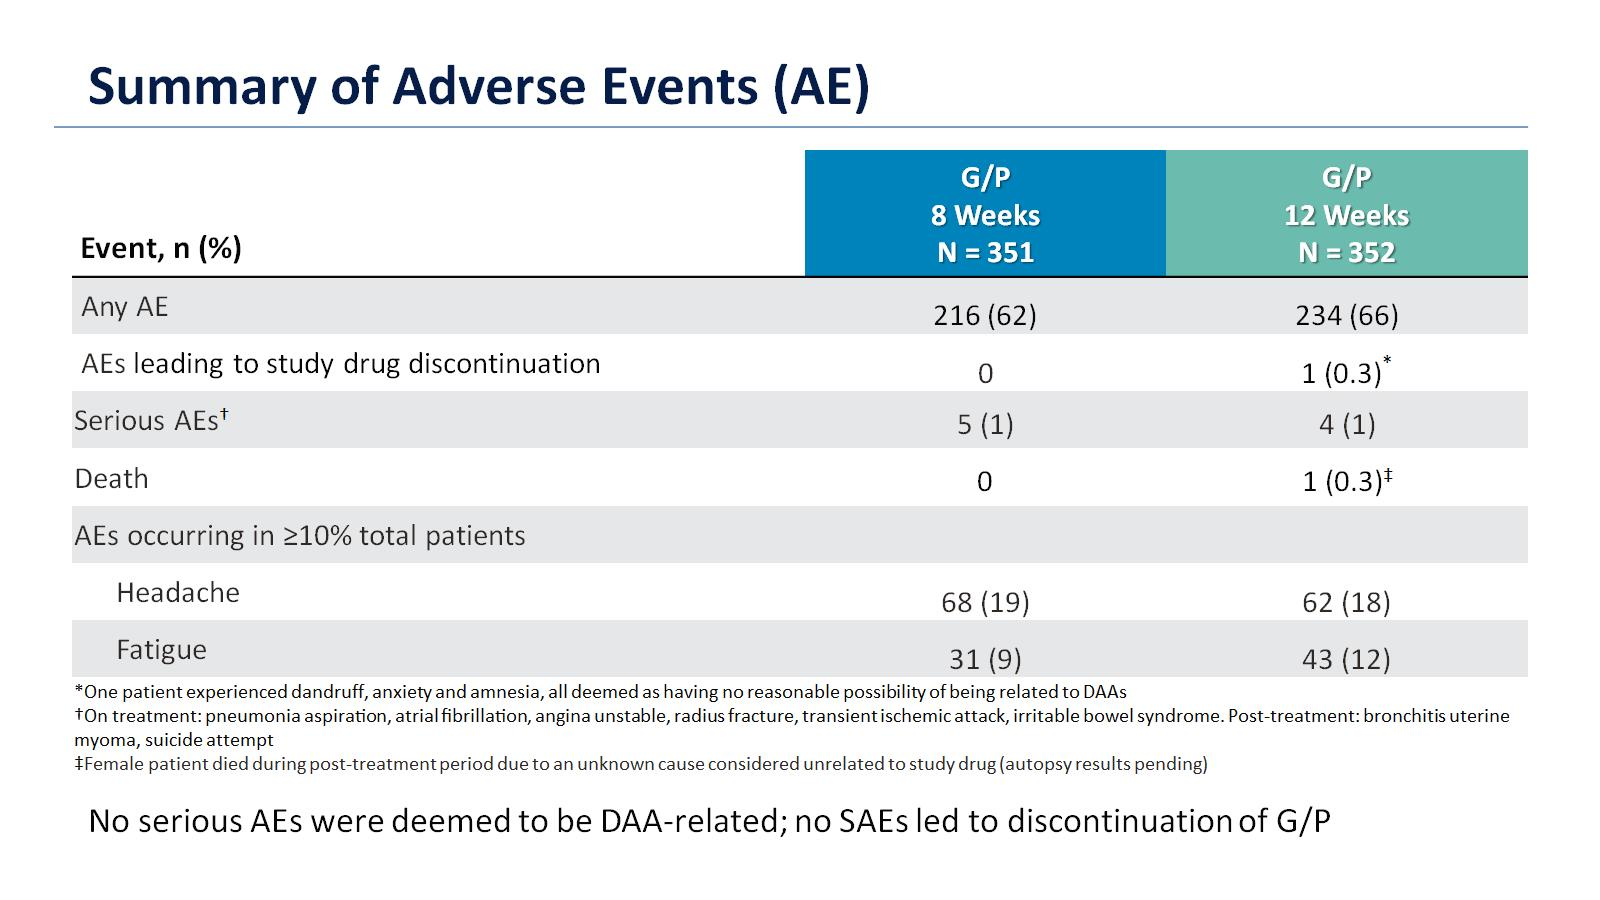 Summary of Adverse Events (AE)
Event, n (%)
G/P
8 Weeks
N = 351
G/P
12 Weeks
N = 352
Any AE 216 (62) 234 (66)
AEs leading to study drug discontinuation 0 1 (0.3)*
Serious AEs† 5 (1) 4 (1)
Death 0 1 (0.3)‡
AEs occurring in ≥10% total patients
Headache 68 (19) 62 (18)
Fatigue 31 (9) 43 (12)
*One patient experienced dandruff, anxiety and amnesia, all deemed as having no reasonable possibility of being related to DAAs
†On treatment: pneumonia aspiration, atrial fibrillation, angina unstable, radius fracture, transient ischemic attack, irritable bowel syndrome. Post-treatment: bronchitis uterine
myoma, suicide attempt
‡Female patient died during post-treatment period due to an unknown cause considered unrelated to study drug (autopsy results pending)
No serious AEs were deemed to be DAA-related; no SAEs led to discontinuation of G/P